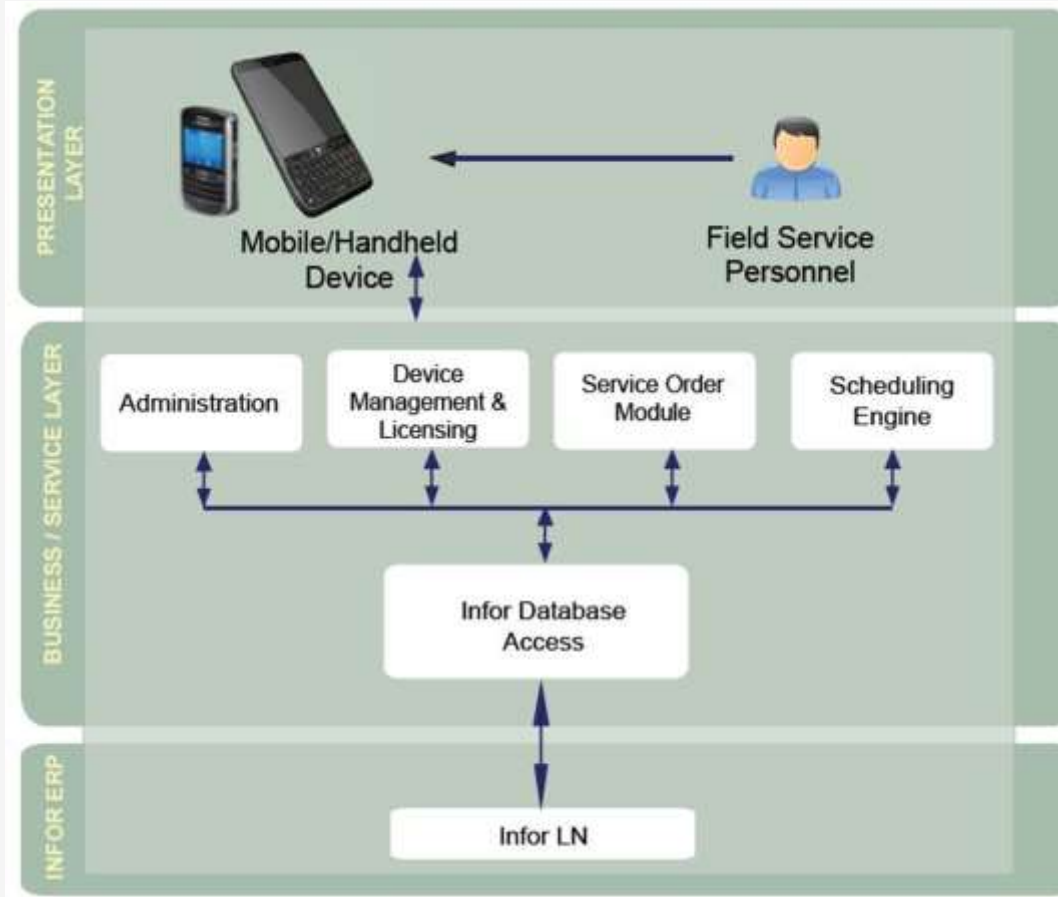 PRESENTATION
LAYER
Mobile/Handheld
Device
Field Service
Personnel
BUSINESS / SERVICE LAYER
Administration
Device
Management &
Licensing
Service Order
Module
Scheduling
Engine
Infor Database
Access
INFOR ERP
Infor LN